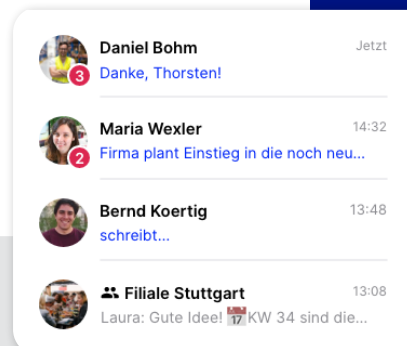 Daniel Bohm Jetzt
3 Danke, Thorsten!
Maria Wexler 14:32
2 Firma plant Einstieg in die noch neu...
Bernd Koertig 13:48
schreibt...
Filiale Stuttgart 13:08
Laura: Gute Idee! 📅KW 34 sind die...